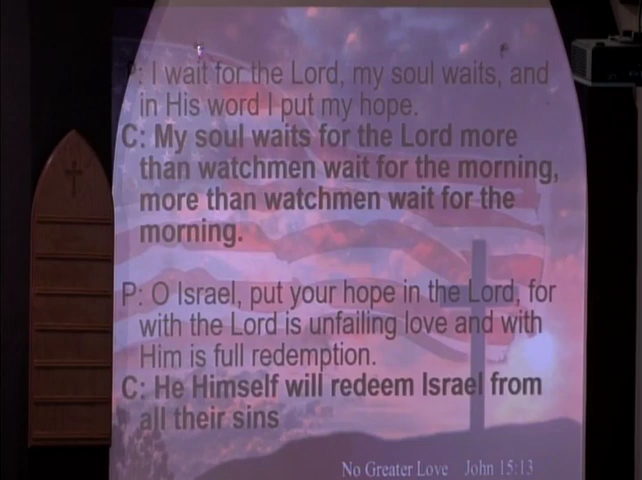 P: I wait for the Lord, my soul waits, and
in His word I put my hope.
C: My soul waits for the Lord more
than watchmen wait for the morning,
more than watchmen wait for the
morning.
P: O Israel, put your hope in the Lord, for
with the Lord is unfailing love and with
Him is full redemption.
C: He Himself will redeem Israel from
all their sins
No Greater Love John 15:13